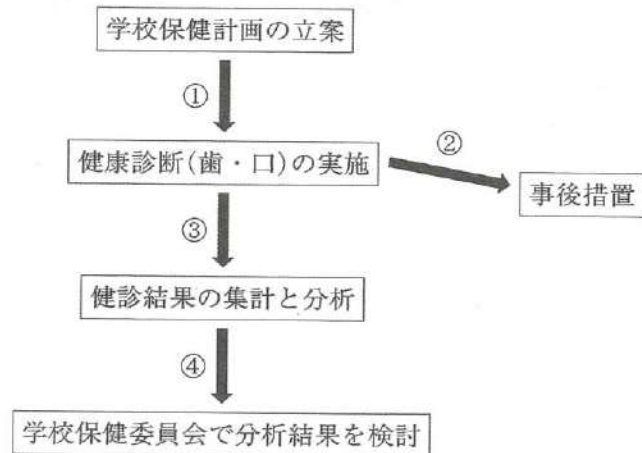 学校保健計画の立案
①
健康診断(歯・口)の実施
②
事後措置
③
健診結果の集計と分析
④
学校保健委員会で分析結果を検討